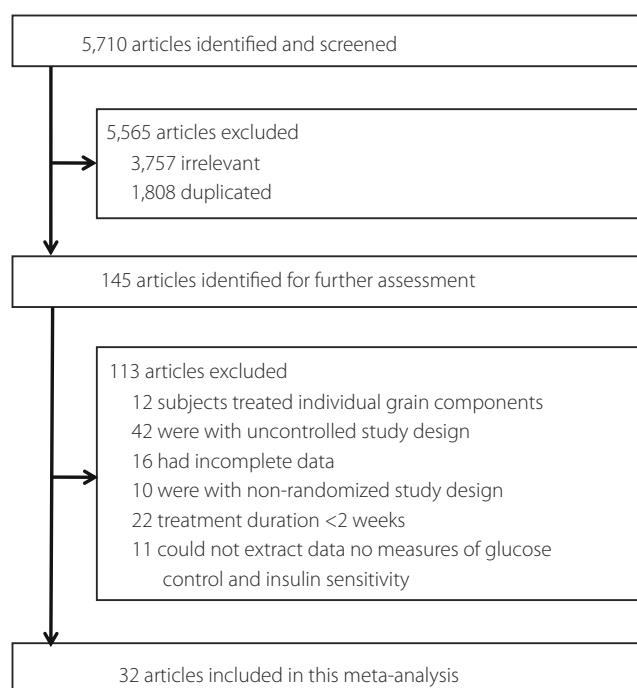 5,710 articles identified and screened
5,565 articles excluded
3,757 irrelevant
1,808 duplicated
145 articles identified for further assessment
113 articles excluded
12 subjects treated individual grain components
42 were with uncontrolled study design
16 had incomplete data
10 were with non-randomized study design
22 treatment duration <2 weeks
11 could not extract data no measures of glucose
control and insulin sensitivity
32 articles included in this meta-analysis